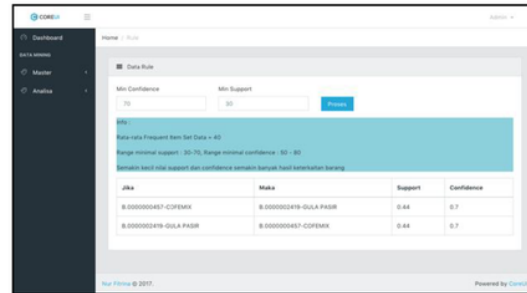 COREUI
Admin
Dashboard
Home / Rule
DATA MINING
Master
Analisa
Data Rule
Min Confidence
Min Support
70
30
Proses
Info :
Rata-rata Frequent Item Set Data = 40
Range minimal support : 30-70, Range minimal confidence : 50 - 80
Semakin kecil nilai support dan confidence semakin banyak hasil keterkaitan barang
Jika
Maka
Support
Confidence
B.0000000457-COFEMIX
B.0000002419-GULA PASIR
0.44
0.7
B.0000002419-GULA PASIR
B.0000000457-COFEMIX
0.44
0.7
Nur Fitrina © 2017.
Powered by CoreUI